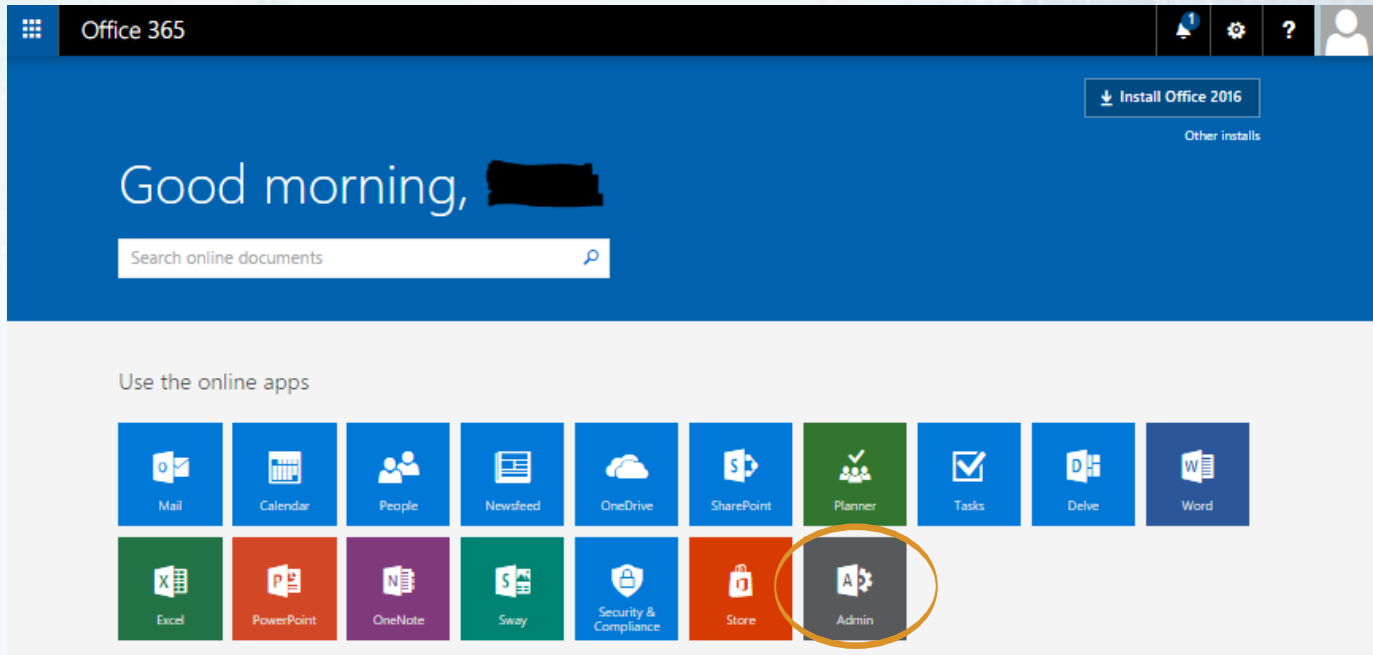 Office 365
1
?
Install Office 2016
Other installs
Good morning,
Search online documents
Use the online apps
Mail
Calendar
People
Newsfeed
OneDrive
SharePoint
Planner
Tasks
Delve
Word
Excel
PowerPoint
OneNote
Sway
Security &
Compliance
Store
Admin